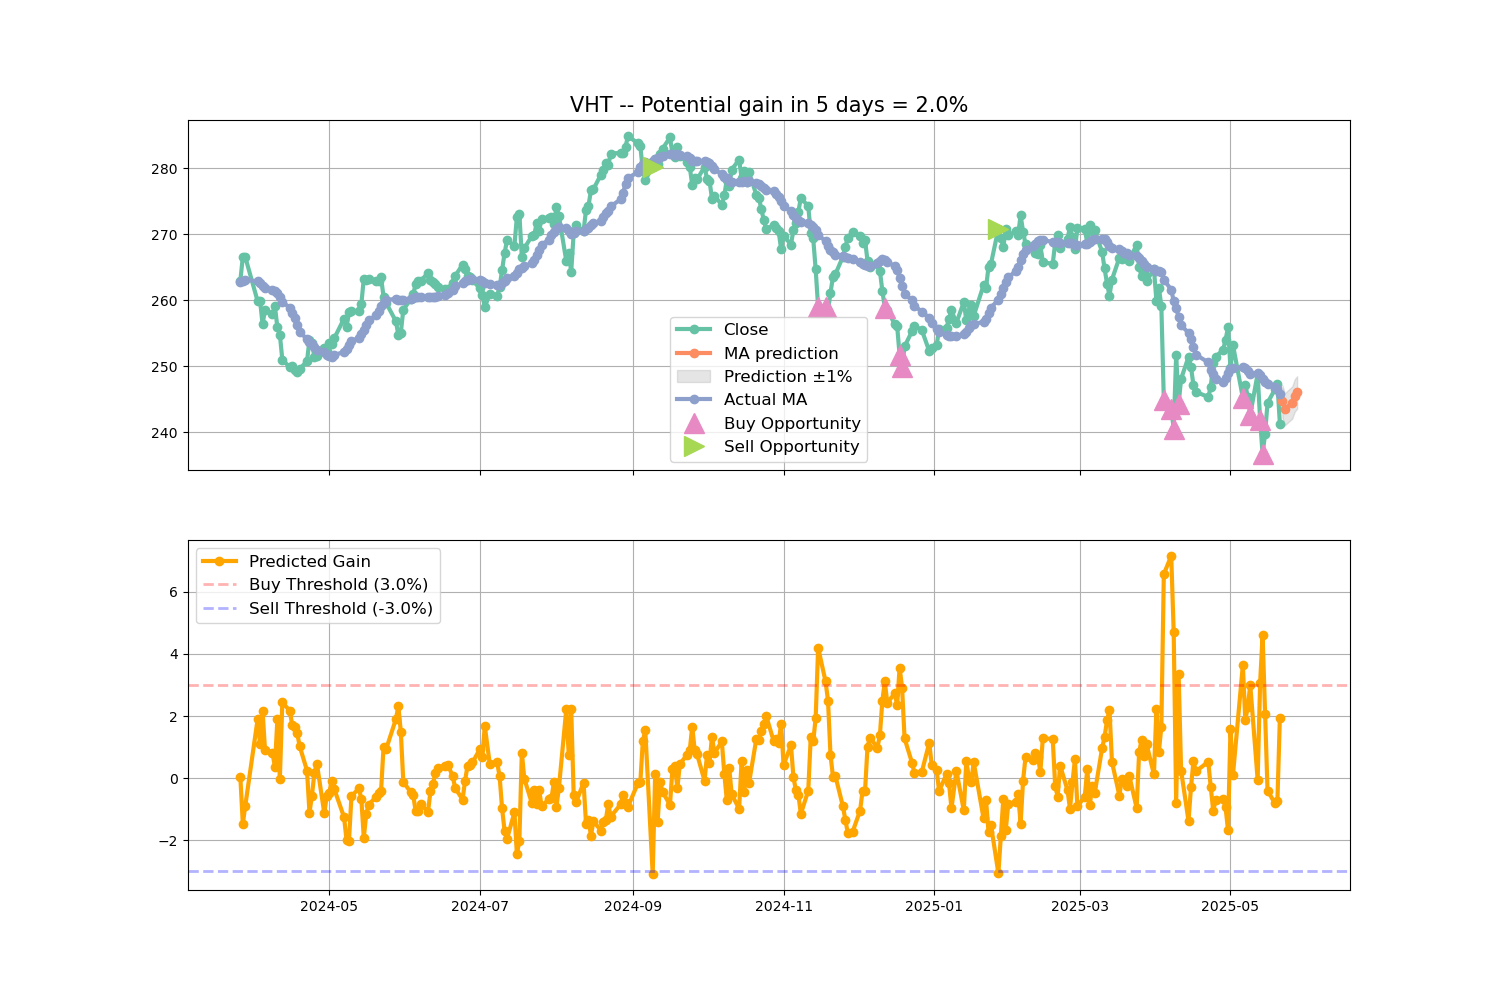 VHT -- Potential gain in 5 days = 2.0%
280
270
260
250
240
Close
MA prediction
Prediction ±1%
Actual MA
Buy Opportunity
Sell Opportunity
Predicted Gain
Buy Threshold (3.0%)
Sell Threshold (-3.0%)
6
4
2
0
−2
2024-05 2024-07 2024-09 2024-11 2025-01 2025-03 2025-05